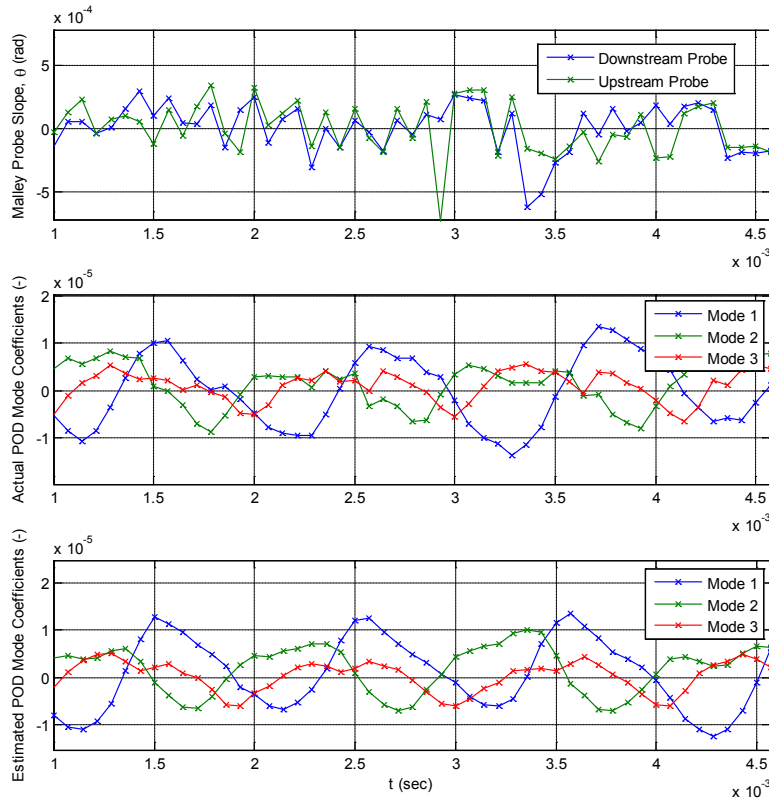 x 10^-4
5
0
-5
Malley Probe Slope, θ (rad)
Downstream Probe
Upstream Probe
1 1.5 2 2.5 3 3.5 4 4.5
x 10^-3
x 10^-5
2
1
0
-1
Actual POD Mode Coefficients (-)
Mode 1
Mode 2
Mode 3
1 1.5 2 2.5 3 3.5 4 4.5
x 10^-3
x 10^-5
2
1
0
-1
Estimated POD Mode Coefficients (-)
Mode 1
Mode 2
Mode 3
1 1.5 2 2.5 3 3.5 4 4.5
t (sec)
x 10^-3